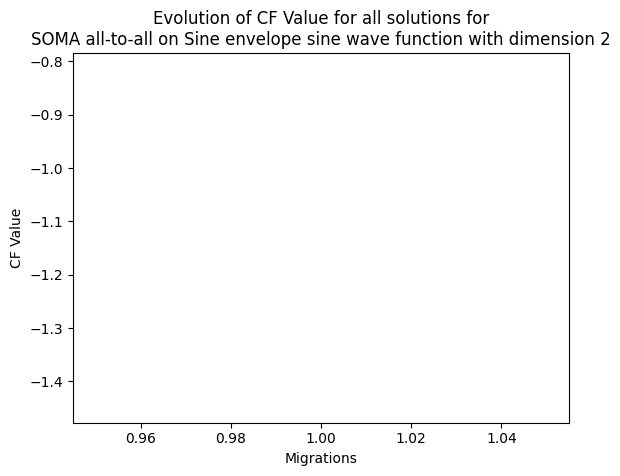 Evolution of CF Value for all solutions for
SOMA all-to-all on Sine envelope sine wave function with dimension 2
−0.8
−0.9
−1.0
−1.1
−1.2
−1.3
−1.4
CF Value
0.96 0.98 1.00 1.02 1.04
Migrations